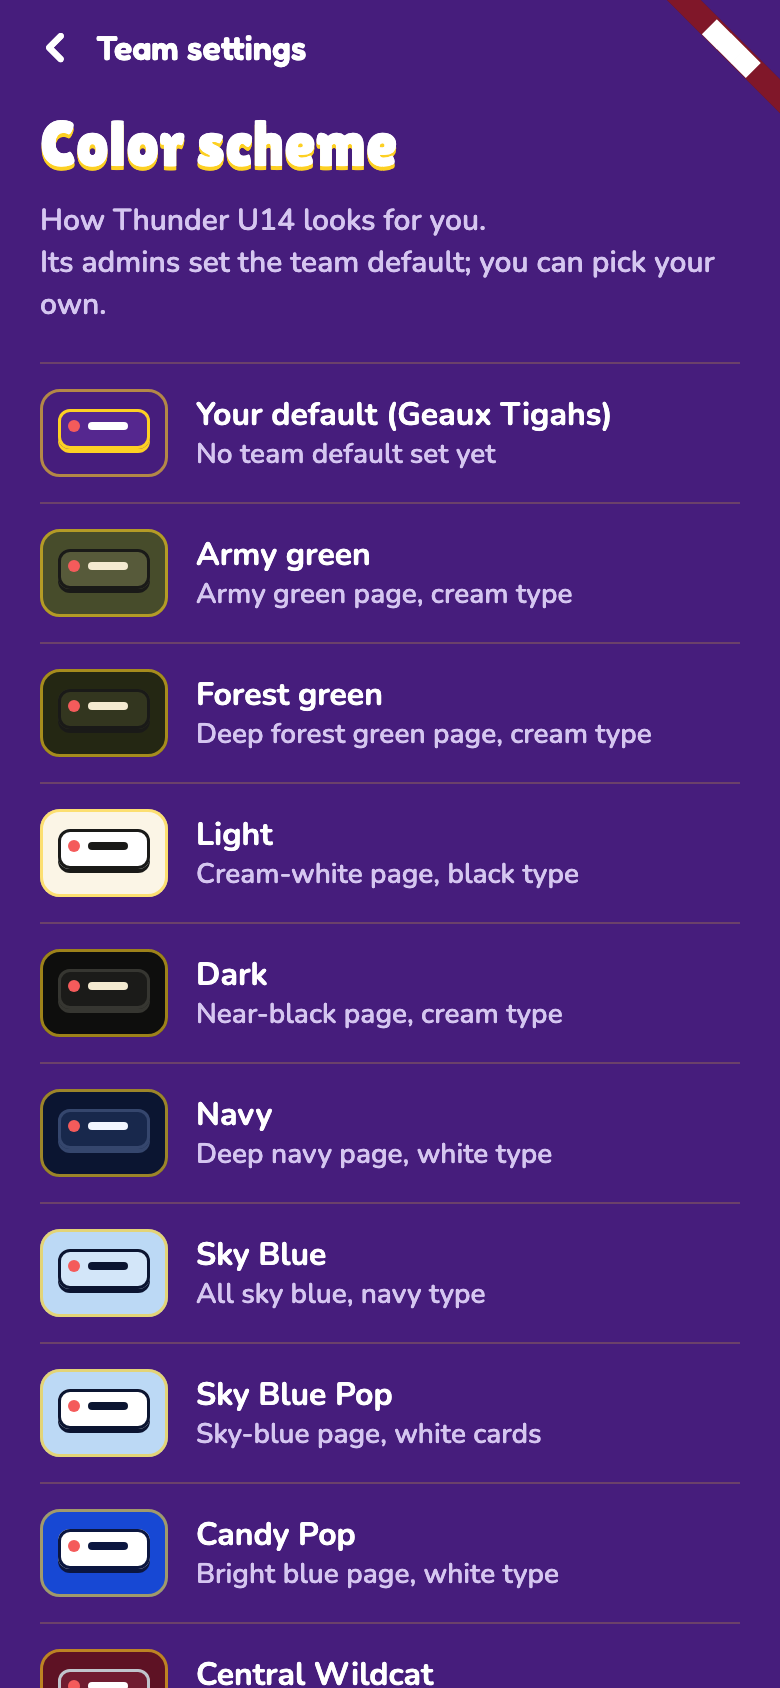 Team settings
Color scheme
How Thunder U14 looks for you.
Its admins set the team default; you can pick your
own.
Your default (Geaux Tigahs)
No team default set yet
Army green
Army green page, cream type
Forest green
Deep forest green page, cream type
Light
Cream-white page, black type
Dark
Near-black page, cream type
Navy
Deep navy page, white type
Sky Blue
All sky blue, navy type
Sky Blue Pop
Sky-blue page, white cards
Candy Pop
Bright blue page, white type
Central Wildcat